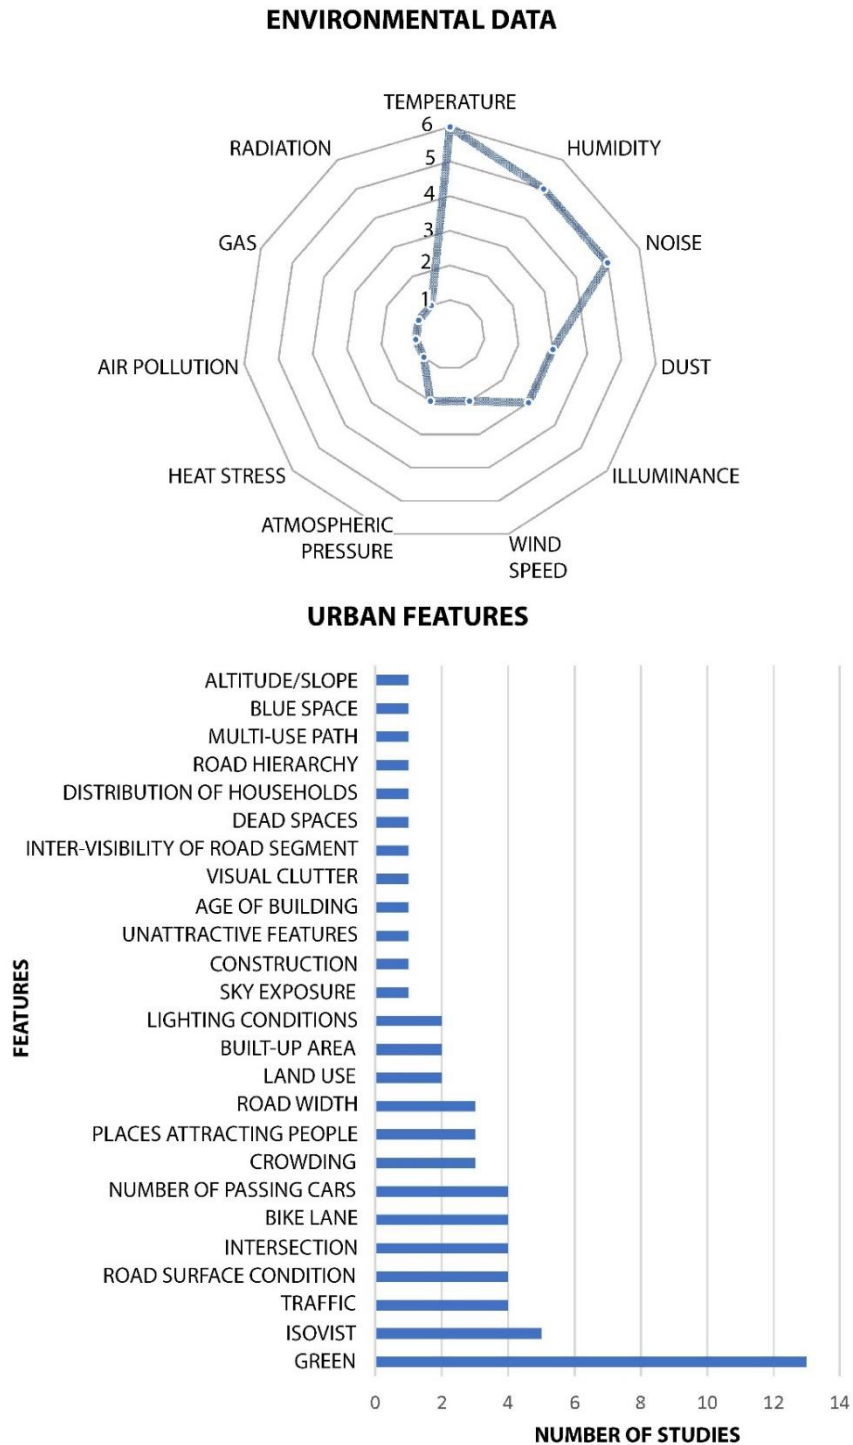 ENVIRONMENTAL DATA
TEMPERATURE
6
RADIATION
HUMIDITY
5
4
GAS
NOISE
3
2
1
AIR POLLUTION
DUST
HEAT STRESS
ILLUMINANCE
ATMOSPHERIC
PRESSURE
WIND
SPEED
URBAN FEATURES
FEATURES
ALTITUDE/SLOPE
BLUE SPACE
MULTI-USE PATH
ROAD HIERARCHY
DISTRIBUTION OF HOUSEHOLDS
DEAD SPACES
INTER-VISIBILITY OF ROAD SEGMENT
VISUAL CLUTTER
AGE OF BUILDING
UNATTRACTIVE FEATURES
CONSTRUCTION
SKY EXPOSURE
LIGHTING CONDITIONS
BUILT-UP AREA
LAND USE
ROAD WIDTH
PLACES ATTRACTING PEOPLE
CROWDING
NUMBER OF PASSING CARS
BIKE LANE
INTERSECTION
ROAD SURFACE CONDITION
TRAFFIC
ISOVIST
GREEN
0 2 4 6 8 10 12 14
NUMBER OF STUDIES